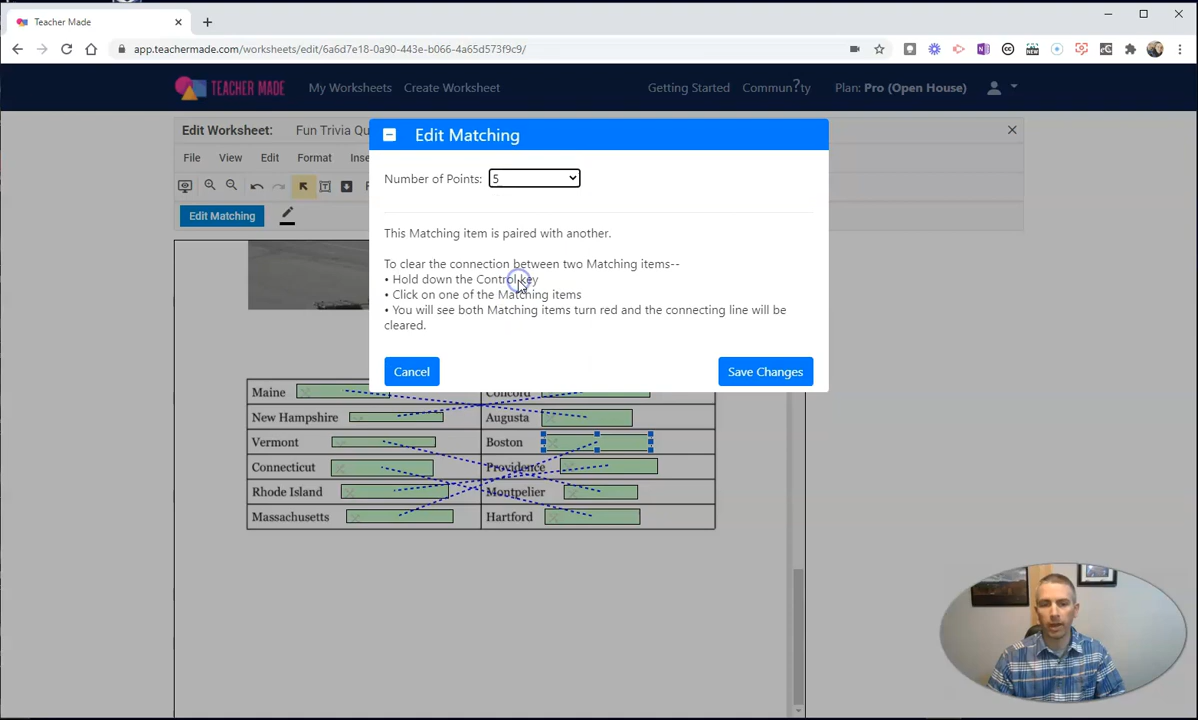 Teacher Made
app.teachermade.com/worksheets/edit/6a6d7e18-0a90-443e-b066-4a65d573f9c9/
TEACHER MADE My Worksheets Create Worksheet Getting Started Commun?ty Plan: Pro (Open House)
Edit Worksheet: Fun Trivia Qu
File View Edit Format Inse
Edit Matching
Edit Matching
Number of Points: 5
This Matching item is paired with another.
To clear the connection between two Matching items--
• Hold down the Control key
• Click on one of the Matching items
• You will see both Matching items turn red and the connecting line will be
cleared.
Cancel Save Changes
Maine Concord
New Hampshire Augusta
Vermont Boston
Connecticut Providence
Rhode Island Montpelier
Massachusetts Hartford